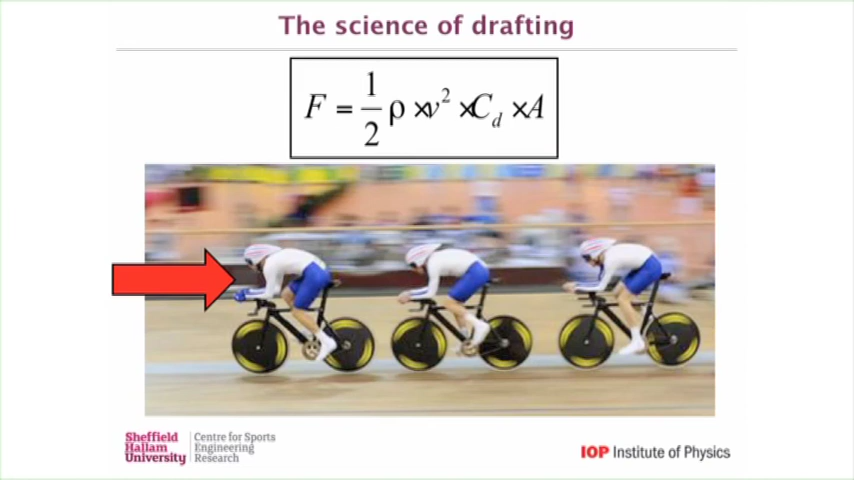 The science of drafting
F = 1/2 ρ ×v² ×C_d ×A
Sheffield
Hallam
University
Centre for Sports
Engineering
Research
IOP Institute of Physics